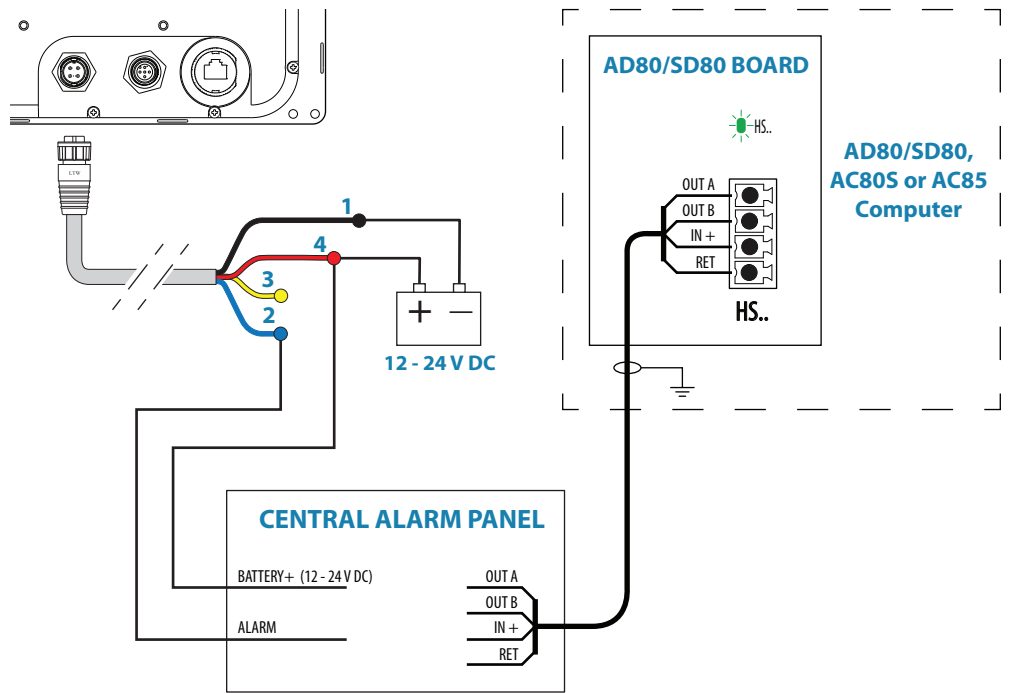 AD80/SD80 BOARD
HS..
AD80/SD80,
AC80S or AC85
Computer
OUT A
OUT B
IN +
RET
HS..
LTW
1
4
3
2
+ —
12 - 24 V DC
CENTRAL ALARM PANEL
BATTERY+ (12 - 24 V DC)
ALARM
OUT A
OUT B
IN +
RET